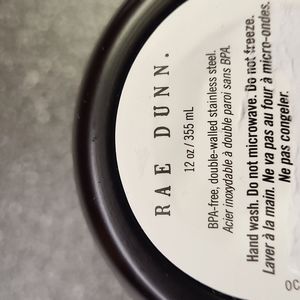 RAE DUNN.
12 oz / 355 mL
BPA-free, double-walled stainless steel.
Acier inoxydable à double paroi sans BPA.
Hand wash. Do not microwave. Do not freeze.
Laver à la main. Ne va pas au four à micro-ondes.
Ne pas congeler.